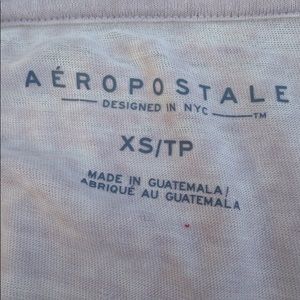 AÉROPOSTALE
DESIGNED IN NYC ™
XS/TP
MADE IN GUATEMALA/
ABRIQUÉ AU GUATEMALA